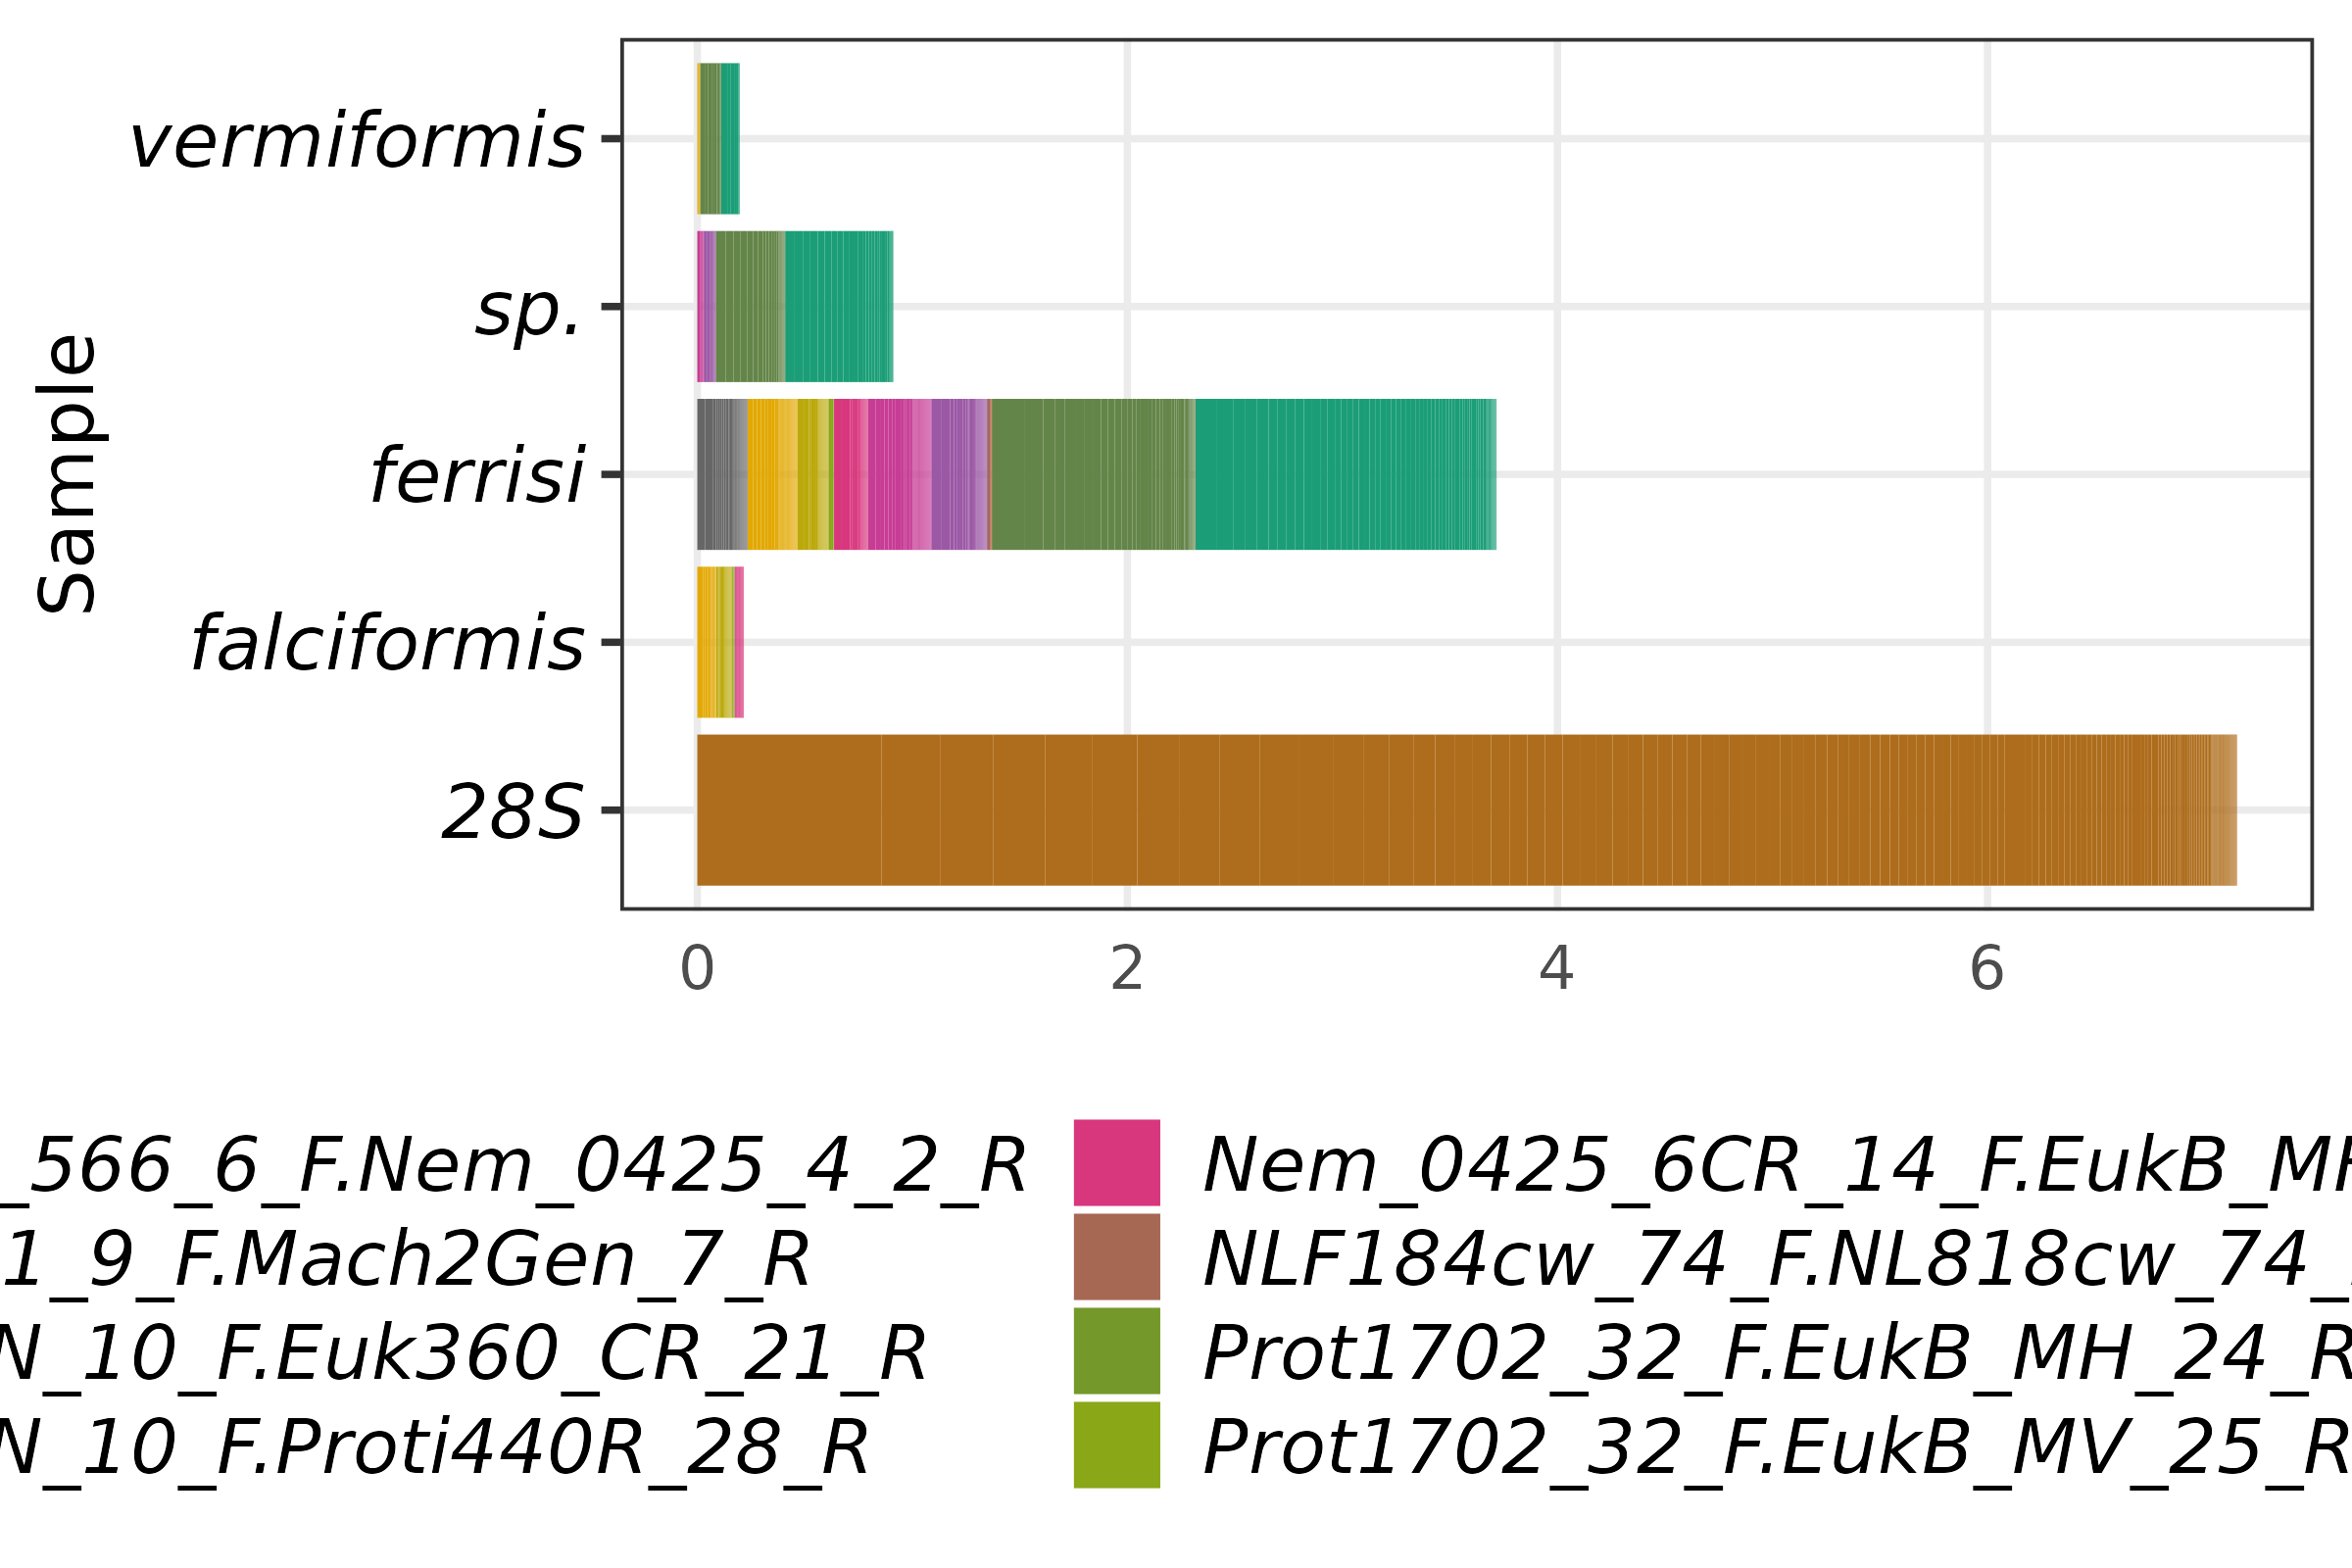 vermiformis
sp.
ferrisi
falciformis
28S
Sample
0 2 4 6
_566_6_F.Nem_0425_4_2_R
Nem_0425_6CR_14_F.EukB_MH
1_9_F.Mach2Gen_7_R
NLF184cw_74_F.NL818cw_74_
N_10_F.Euk360_CR_21_R
Prot1702_32_F.EukB_MH_24_R
N_10_F.Proti440R_28_R
Prot1702_32_F.EukB_MV_25_R